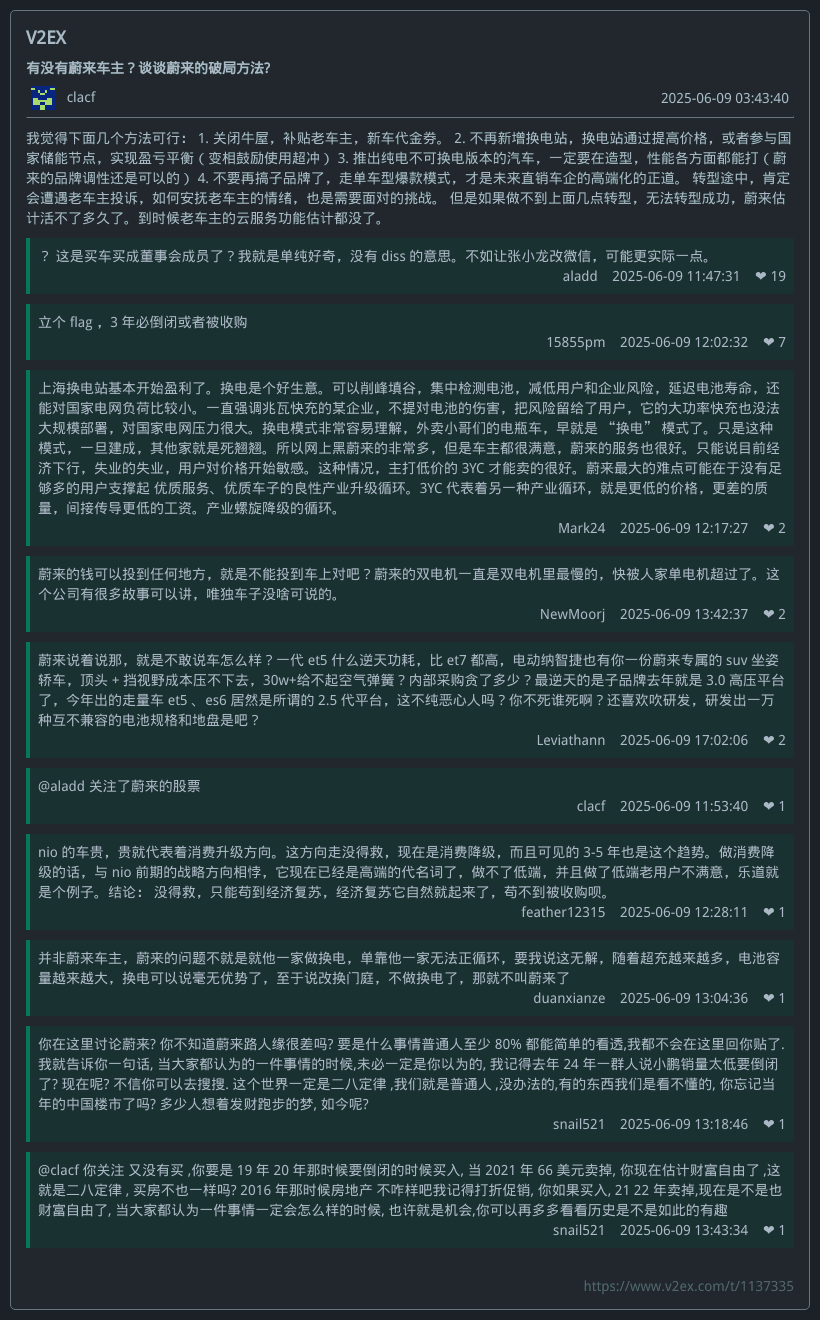 V2EX
有没有蔚来车主？谈谈蔚来的破局方法?
clacf
2025-06-09 03:43:40
我觉得下面几个方法可行： 1. 关闭牛屋，补贴老车主，新车代金券。 2. 不再新增换电站，换电站通过提高价格，或者参与国
家储能节点，实现盈亏平衡（变相鼓励使用超冲）3. 推出纯电不可换电版本的汽车，一定要在造型，性能各方面都能打（蔚
来的品牌调性还是可以的）4. 不要再搞子品牌了，走单车型爆款模式，才是未来直销车企的高端化的正道。 转型途中，肯定
会遭遇老车主投诉，如何安抚老车主的情绪，也是需要面对的挑战。 但是如果做不到上面几点转型，无法转型成功，蔚来估
计活不了多久了。到时候老车主的云服务功能估计都没了。
？ 这是买车买成董事会成员了？我就是单纯好奇，没有 diss 的意思。不如让张小龙改微信，可能更实际一点。
aladd 2025-06-09 11:47:31 ❤ 19
立个 flag ，3 年必倒闭或者被收购
15855pm 2025-06-09 12:02:32 ❤ 7
上海换电站基本开始盈利了。换电是个好生意。可以削峰填谷，集中检测电池，减低用户和企业风险，延迟电池寿命，还
能对国家电网负荷比较小。一直强调兆瓦快充的某企业，不提对电池的伤害，把风险留给了用户，它的大功率快充也没法
大规模部署，对国家电网压力很大。换电模式非常容易理解，外卖小哥们的电瓶车，早就是 “换电” 模式了。只是这种
模式，一旦建成，其他家就是死翘翘。所以网上黑蔚来的非常多，但是车主都很满意，蔚来的服务也很好。只能说目前经
济下行，失业的失业，用户对价格开始敏感。这种情况，主打低价的 3YC 才能卖的很好。蔚来最大的难点可能在于没有足
够多的用户支撑起 优质服务、优质车子的良性产业升级循环。3YC 代表着另一种产业循环，就是更低的价格，更差的质
量，间接传导更低的工资。产业螺旋降级的循环。
Mark24 2025-06-09 12:17:27 ❤ 2
蔚来的钱可以投到任何地方，就是不能投到车上对吧？蔚来的双电机一直是双电机里最慢的，快被人家单电机超过了。这
个公司有很多故事可以讲，唯独车子没啥可说的。
NewMoorj 2025-06-09 13:42:37 ❤ 2
蔚来说着说那，就是不敢说车怎么样？一代 et5 什么逆天功耗，比 et7 都高，电动纳智捷也有你一份蔚来专属的 suv 坐姿
轿车，顶头 + 挡视野成本压不下去，30w+给不起空气弹簧？内部采购贪了多少？最逆天的是子品牌去年就是 3.0 高压平台
了，今年出的走量车 et5 、es6 居然是所谓的 2.5 代平台，这不纯恶心人吗？你不死谁死啊？还喜欢吹研发，研发出一万
种互不兼容的电池规格和地盘是吧？
Leviathann 2025-06-09 17:02:06 ❤ 2
@aladd 关注了蔚来的股票
clacf 2025-06-09 11:53:40 ❤ 1
nio 的车贵，贵就代表着消费升级方向。这方向走没得救，现在是消费降级，而且可见的 3-5 年也是这个趋势。做消费降
级的话，与 nio 前期的战略方向相悖，它现在已经是高端的代名词了，做不了低端，并且做了低端老用户不满意，乐道就
是个例子。结论： 没得救，只能苟到经济复苏，经济复苏它自然就起来了，苟不到被收购呗。
feather12315 2025-06-09 12:28:11 ❤ 1
并非蔚来车主，蔚来的问题不就是就他一家做换电，单靠他一家无法正循环，要我说这无解，随着超充越来越多，电池容
量越来越大，换电可以说毫无优势了，至于说改换门庭，不做换电了，那就不叫蔚来了
duanxianze 2025-06-09 13:04:36 ❤ 1
你在这里讨论蔚来? 你不知道蔚来路人缘很差吗? 要是什么事情普通人至少 80% 都能简单的看透,我都不会在这里回你贴了.
我就告诉你一句话, 当大家都认为的一件事情的时候,未必一定是你以为的, 我记得去年 24 年一群人说小鹏销量太低要倒闭
了? 现在呢? 不信你可以去搜搜. 这个世界一定是二八定律 ,我们就是普通人 ,没办法的,有的东西我们是看不懂的, 你忘记当
年的中国楼市了吗? 多少人想着发财跑步的梦, 如今呢?
snail521 2025-06-09 13:18:46 ❤ 1
@clacf 你关注 又没有买 ,你要是 19 年 20 年那时候要倒闭的时候买入, 当 2021 年 66 美元卖掉, 你现在估计财富自由了 ,这
就是二八定律 , 买房不也一样吗? 2016 年那时候房地产 不咋样吧我记得打折促销, 你如果买入, 21 22 年卖掉,现在是不是也
财富自由了, 当大家都认为一件事情一定会怎么样的时候, 也许就是机会,你可以再多多看看历史是不是如此的有趣
snail521 2025-06-09 13:43:34 ❤ 1
https://www.v2ex.com/t/1137335